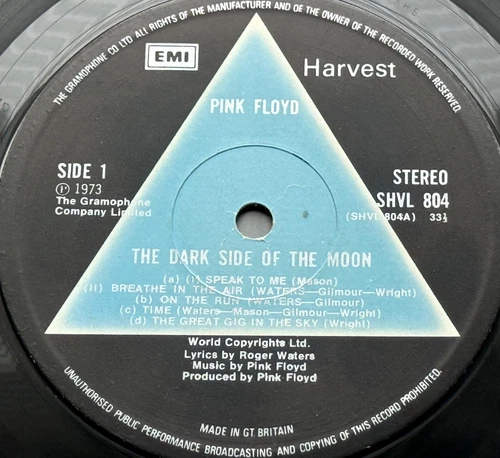 THE GRAMOPHONE CO LTD ALL RIGHTS OF THE MANUFACTURER AND OF THE OWNER OF THE RECORDED WORK RESERVED.
EMI
Harvest
PINK FLOYD
SIDE 1
℗ 1973
The Gramophone
Company Limited
STEREO
SHVL 804
(SHVL 804A) 33⅓
THE DARK SIDE OF THE MOON
(a) (i) SPEAK TO ME (Mason)
(ii) BREATHE IN THE AIR (WATERS—Gilmour—Wright)
(b) ON THE RUN (WATERS—Gilmour)
(c) TIME (Waters—Mason—Gilmour—Wright)
(d) THE GREAT GIG IN THE SKY (Wright)
World Copyrights Ltd.
Lyrics by Roger Waters
Music by Pink Floyd
Produced by Pink Floyd
MADE IN GT BRITAIN
UNAUTHORISED PUBLIC PERFORMANCE BROADCASTING AND COPYING OF THIS RECORD PROHIBITED.